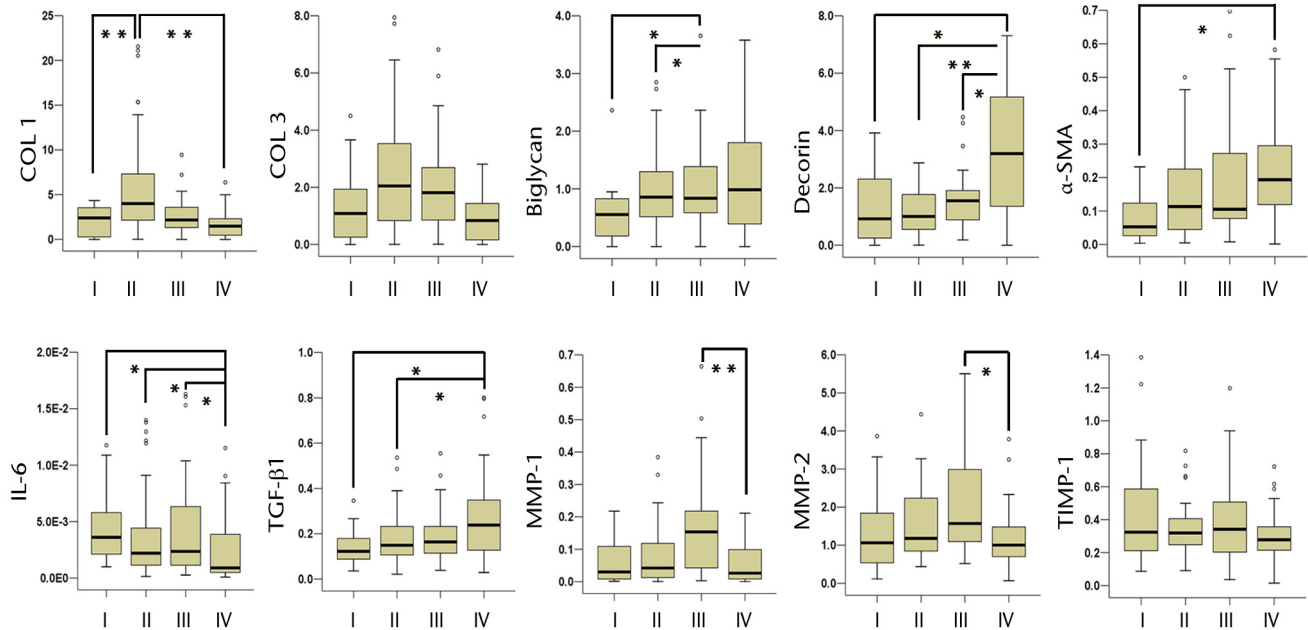 COL 1
25
20
15
10
5
0
* *
* *
I II III IV
COL 3
8.0
6.0
4.0
2.0
0.0
I II III IV
Biglycan
4.0
3.0
2.0
1.0
0.0
*
*
I II III IV
Decorin
8.0
6.0
4.0
2.0
0.0
*
* *
*
I II III IV
α-SMA
0.7
0.6
0.5
0.4
0.3
0.2
0.1
0.0
*
I II III IV
IL-6
2.0E-2
1.5E-2
1.0E-2
5.0E-3
0.0E0
*
*
*
I II III IV
TGF-β1
1.0
0.8
0.6
0.4
0.2
0.0
*
*
I II III IV
MMP-1
0.7
0.6
0.5
0.4
0.3
0.2
0.1
0.0
* *
I II III IV
MMP-2
6.0
5.0
4.0
3.0
2.0
1.0
0.0
*
I II III IV
TIMP-1
1.4
1.2
1.0
0.8
0.6
0.4
0.2
0.0
I II III IV